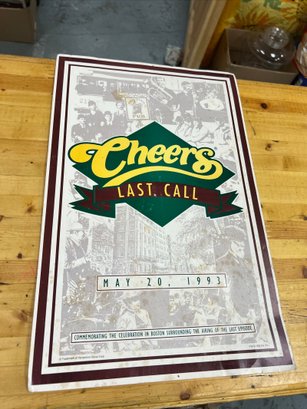 Cheers
LAST CALL
MAY 20, 1993
COMMEMORATING THE CELEBRATION IN BOSTON SURROUNDING THE AIRING OF THE LAST EPISODE.